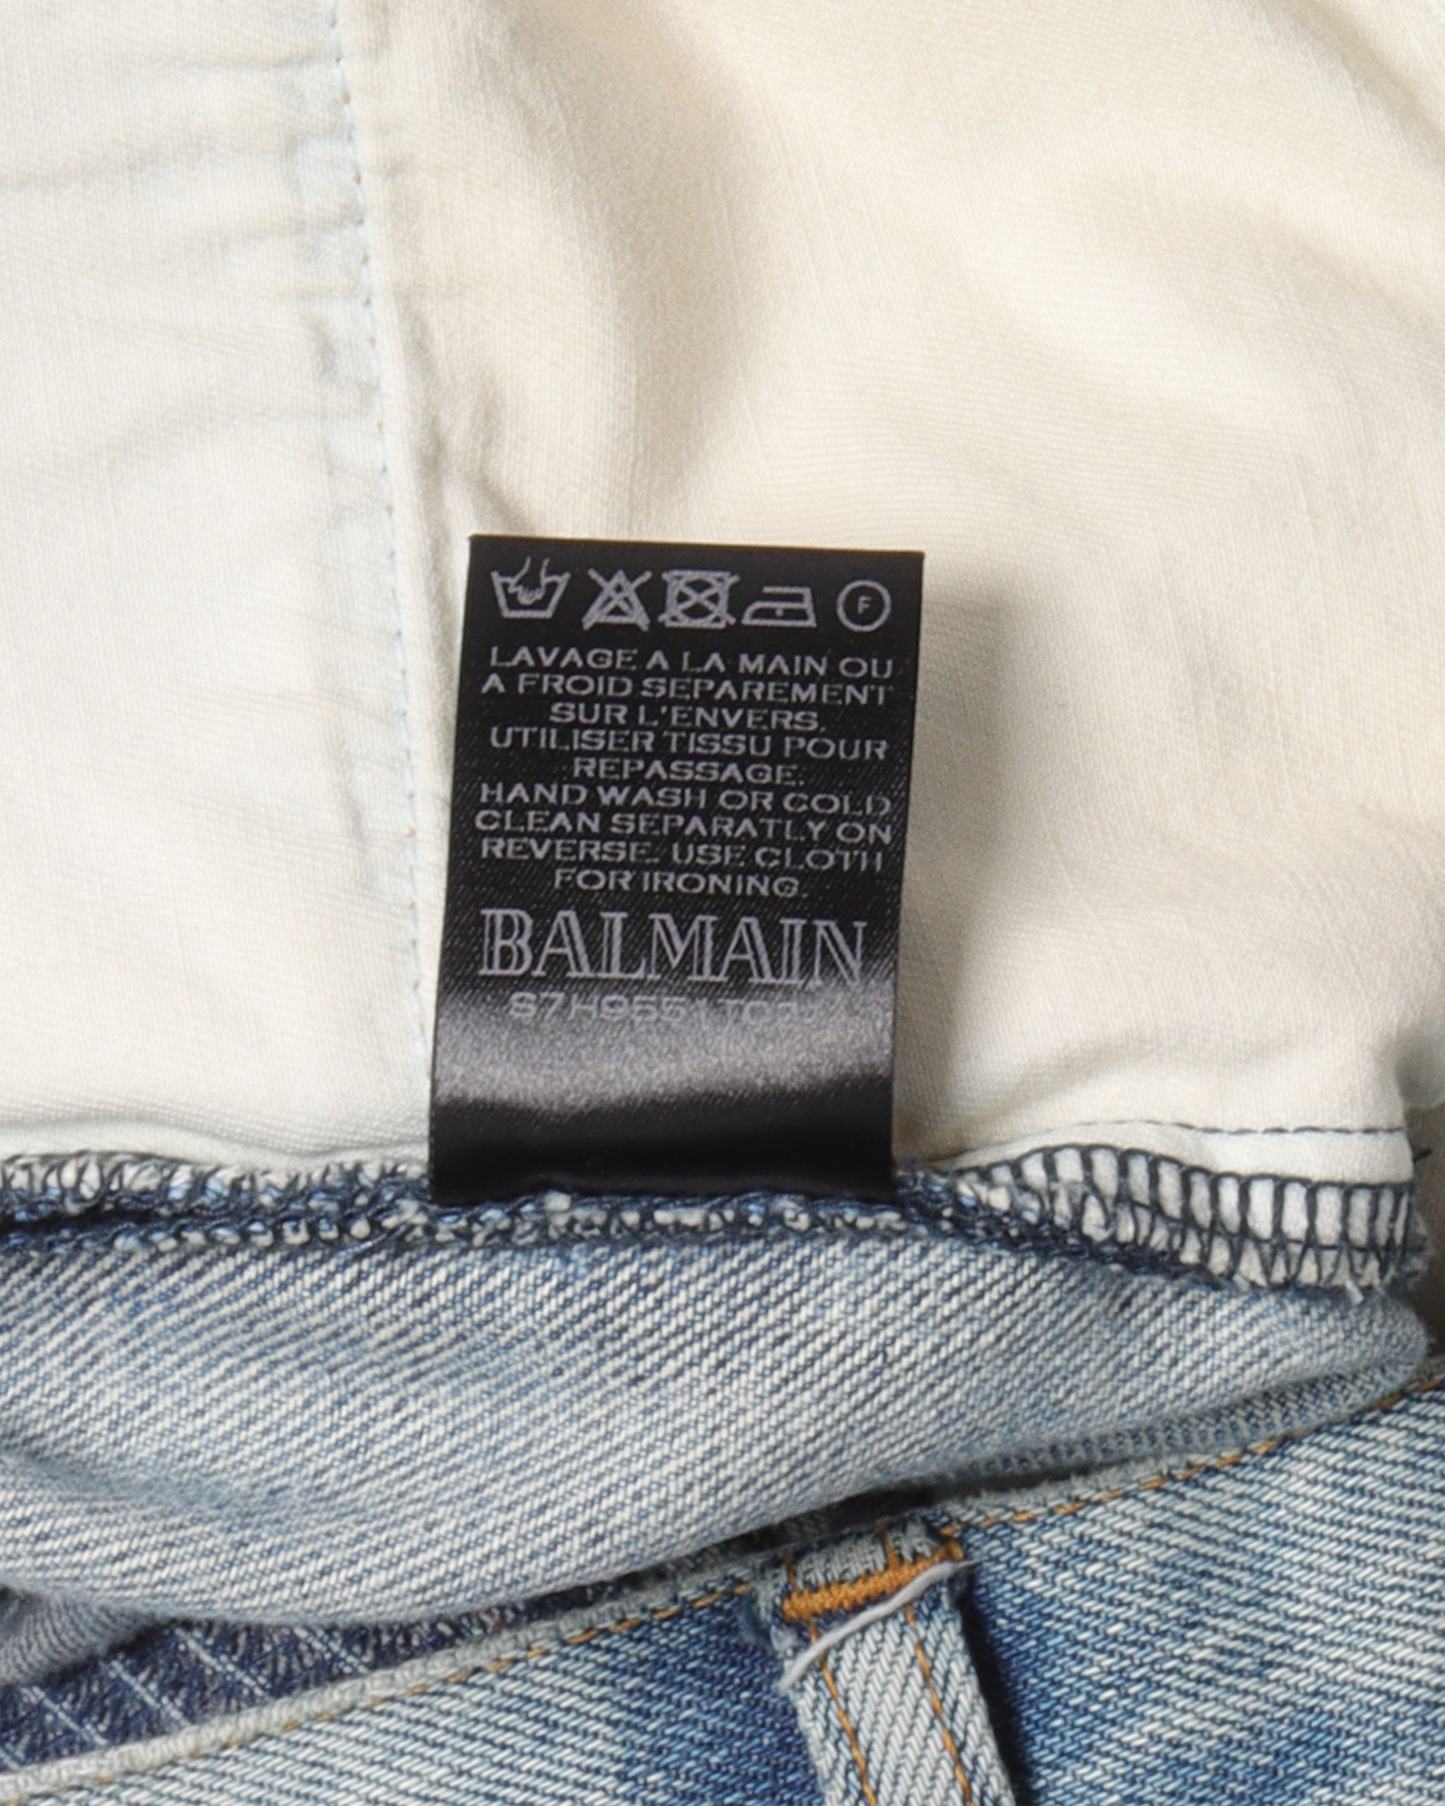 F
LAVAGE A LA MAIN OU
A FROID SEPAREMENT
SUR L'ENVERS.
UTILISER TISSU POUR
REPASSAGE.
HAND WASH OR COLD
CLEAN SEPARATLY ON
REVERSE. USE CLOTH
FOR IRONING.
BALMAIN